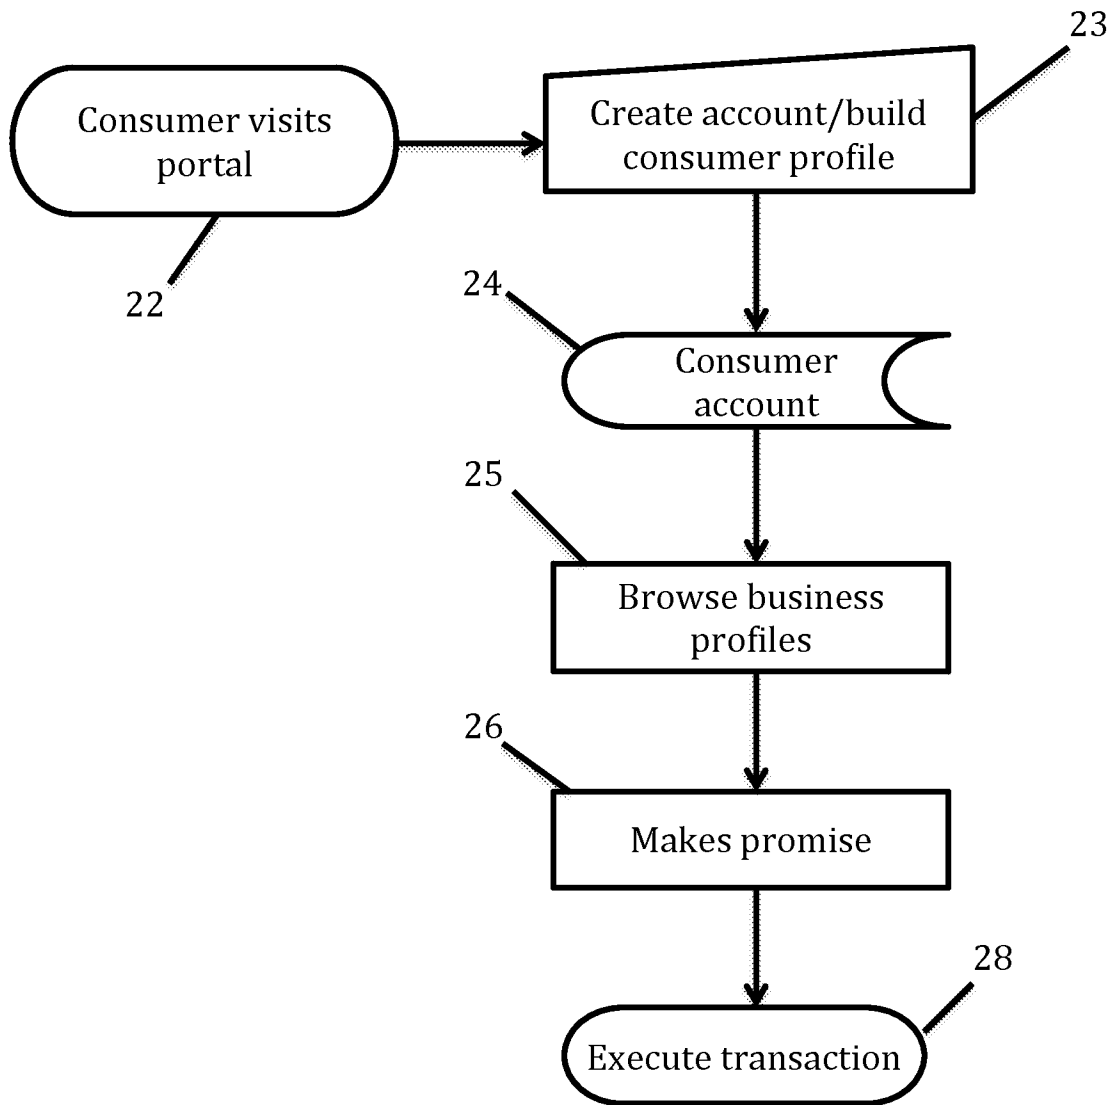 23
Consumer visits
portal
Create account/build
consumer profile
22
24
Consumer
account
25
Browse business
profiles
26
Makes promise
28
Execute transaction